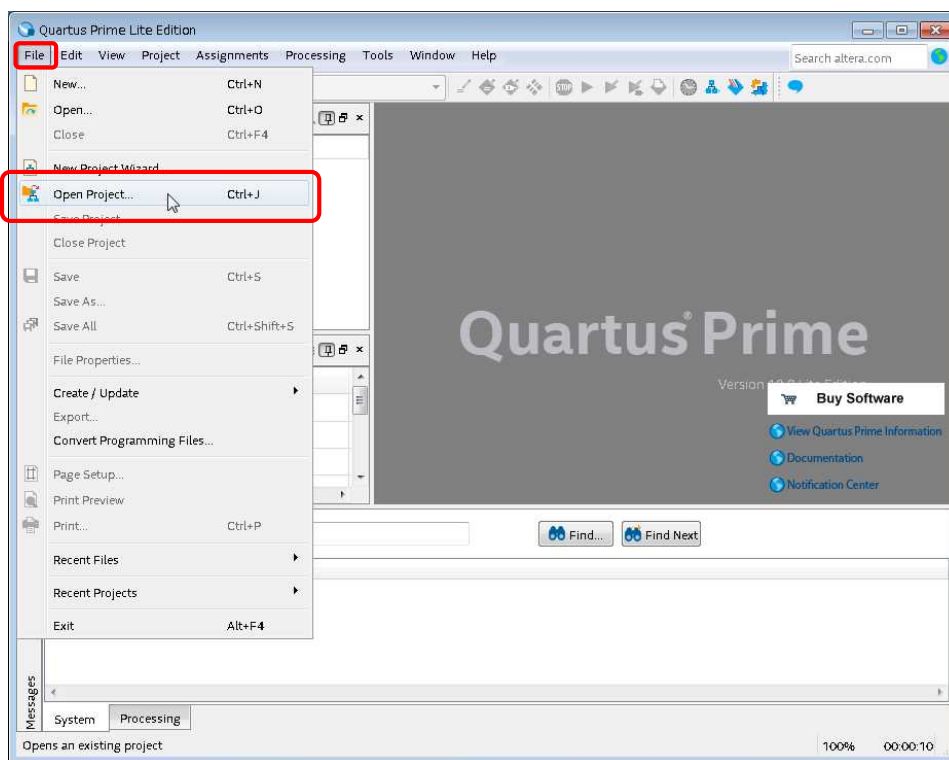 Quartus Prime Lite Edition
File Edit View Project Assignments Processing Tools Window Help
Search altera.com
New... Ctrl+N
Open... Ctrl+O
Close Ctrl+F4
New Project Wizard...
Open Project... Ctrl+J
Save Project
Close Project
Save Ctrl+S
Save As...
Save All Ctrl+Shift+S
File Properties...
Create / Update
Export...
Convert Programming Files...
Page Setup...
Print Preview
Print... Ctrl+P
Recent Files
Recent Projects
Exit Alt+F4
STOP
Quartus® Prime
Version
Buy Software
View Quartus Prime Information
Documentation
Notification Center
Find... Find Next
Messages
System Processing
Opens an existing project
100% 00:00:10